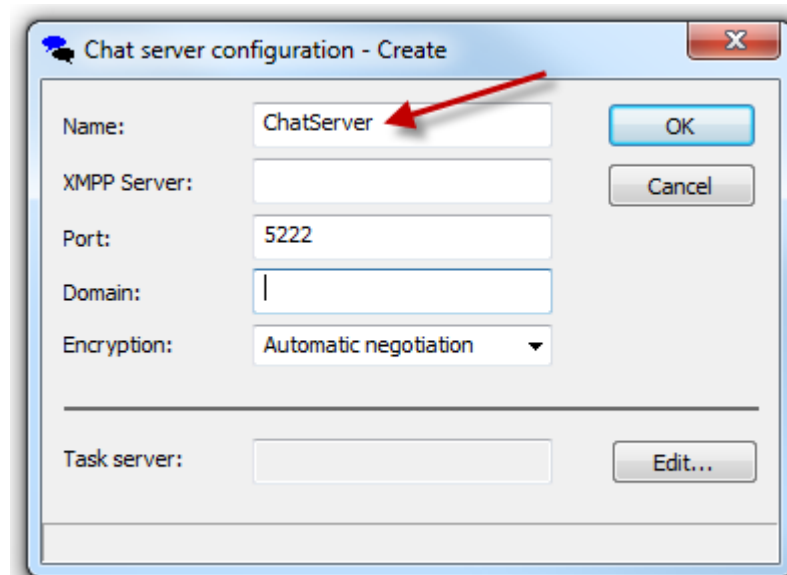 Chat server configuration - Create
Name: ChatServer OK
XMPP Server: Cancel
Port: 5222
Domain:
Encryption: Automatic negotiation
Task server: Edit...